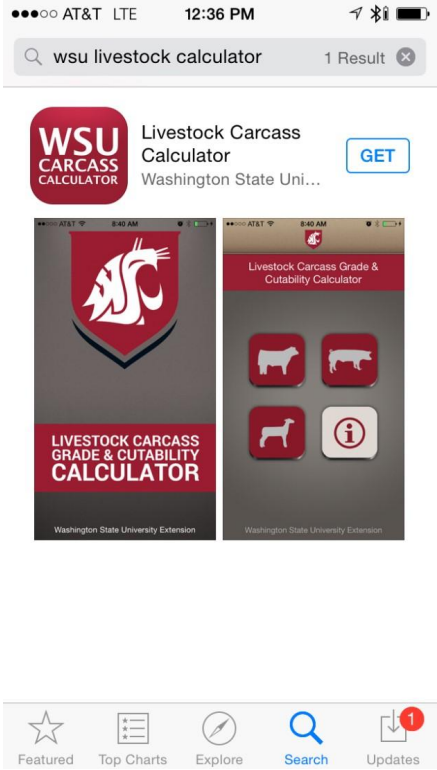 AT&T LTE 12:36 PM
wsu livestock calculator 1 Result
WSU
CARCASS
CALCULATOR
Livestock Carcass
Calculator
Washington State Uni...
GET
AT&T 8:40 AM
LIVESTOCK CARCASS
GRADE & CUTABILITY
CALCULATOR
Washington State University Extension
AT&T 8:40 AM
Livestock Carcass Grade &
Cutability Calculator
i
Washington State University Extension
1
Featured Top Charts Explore Search Updates